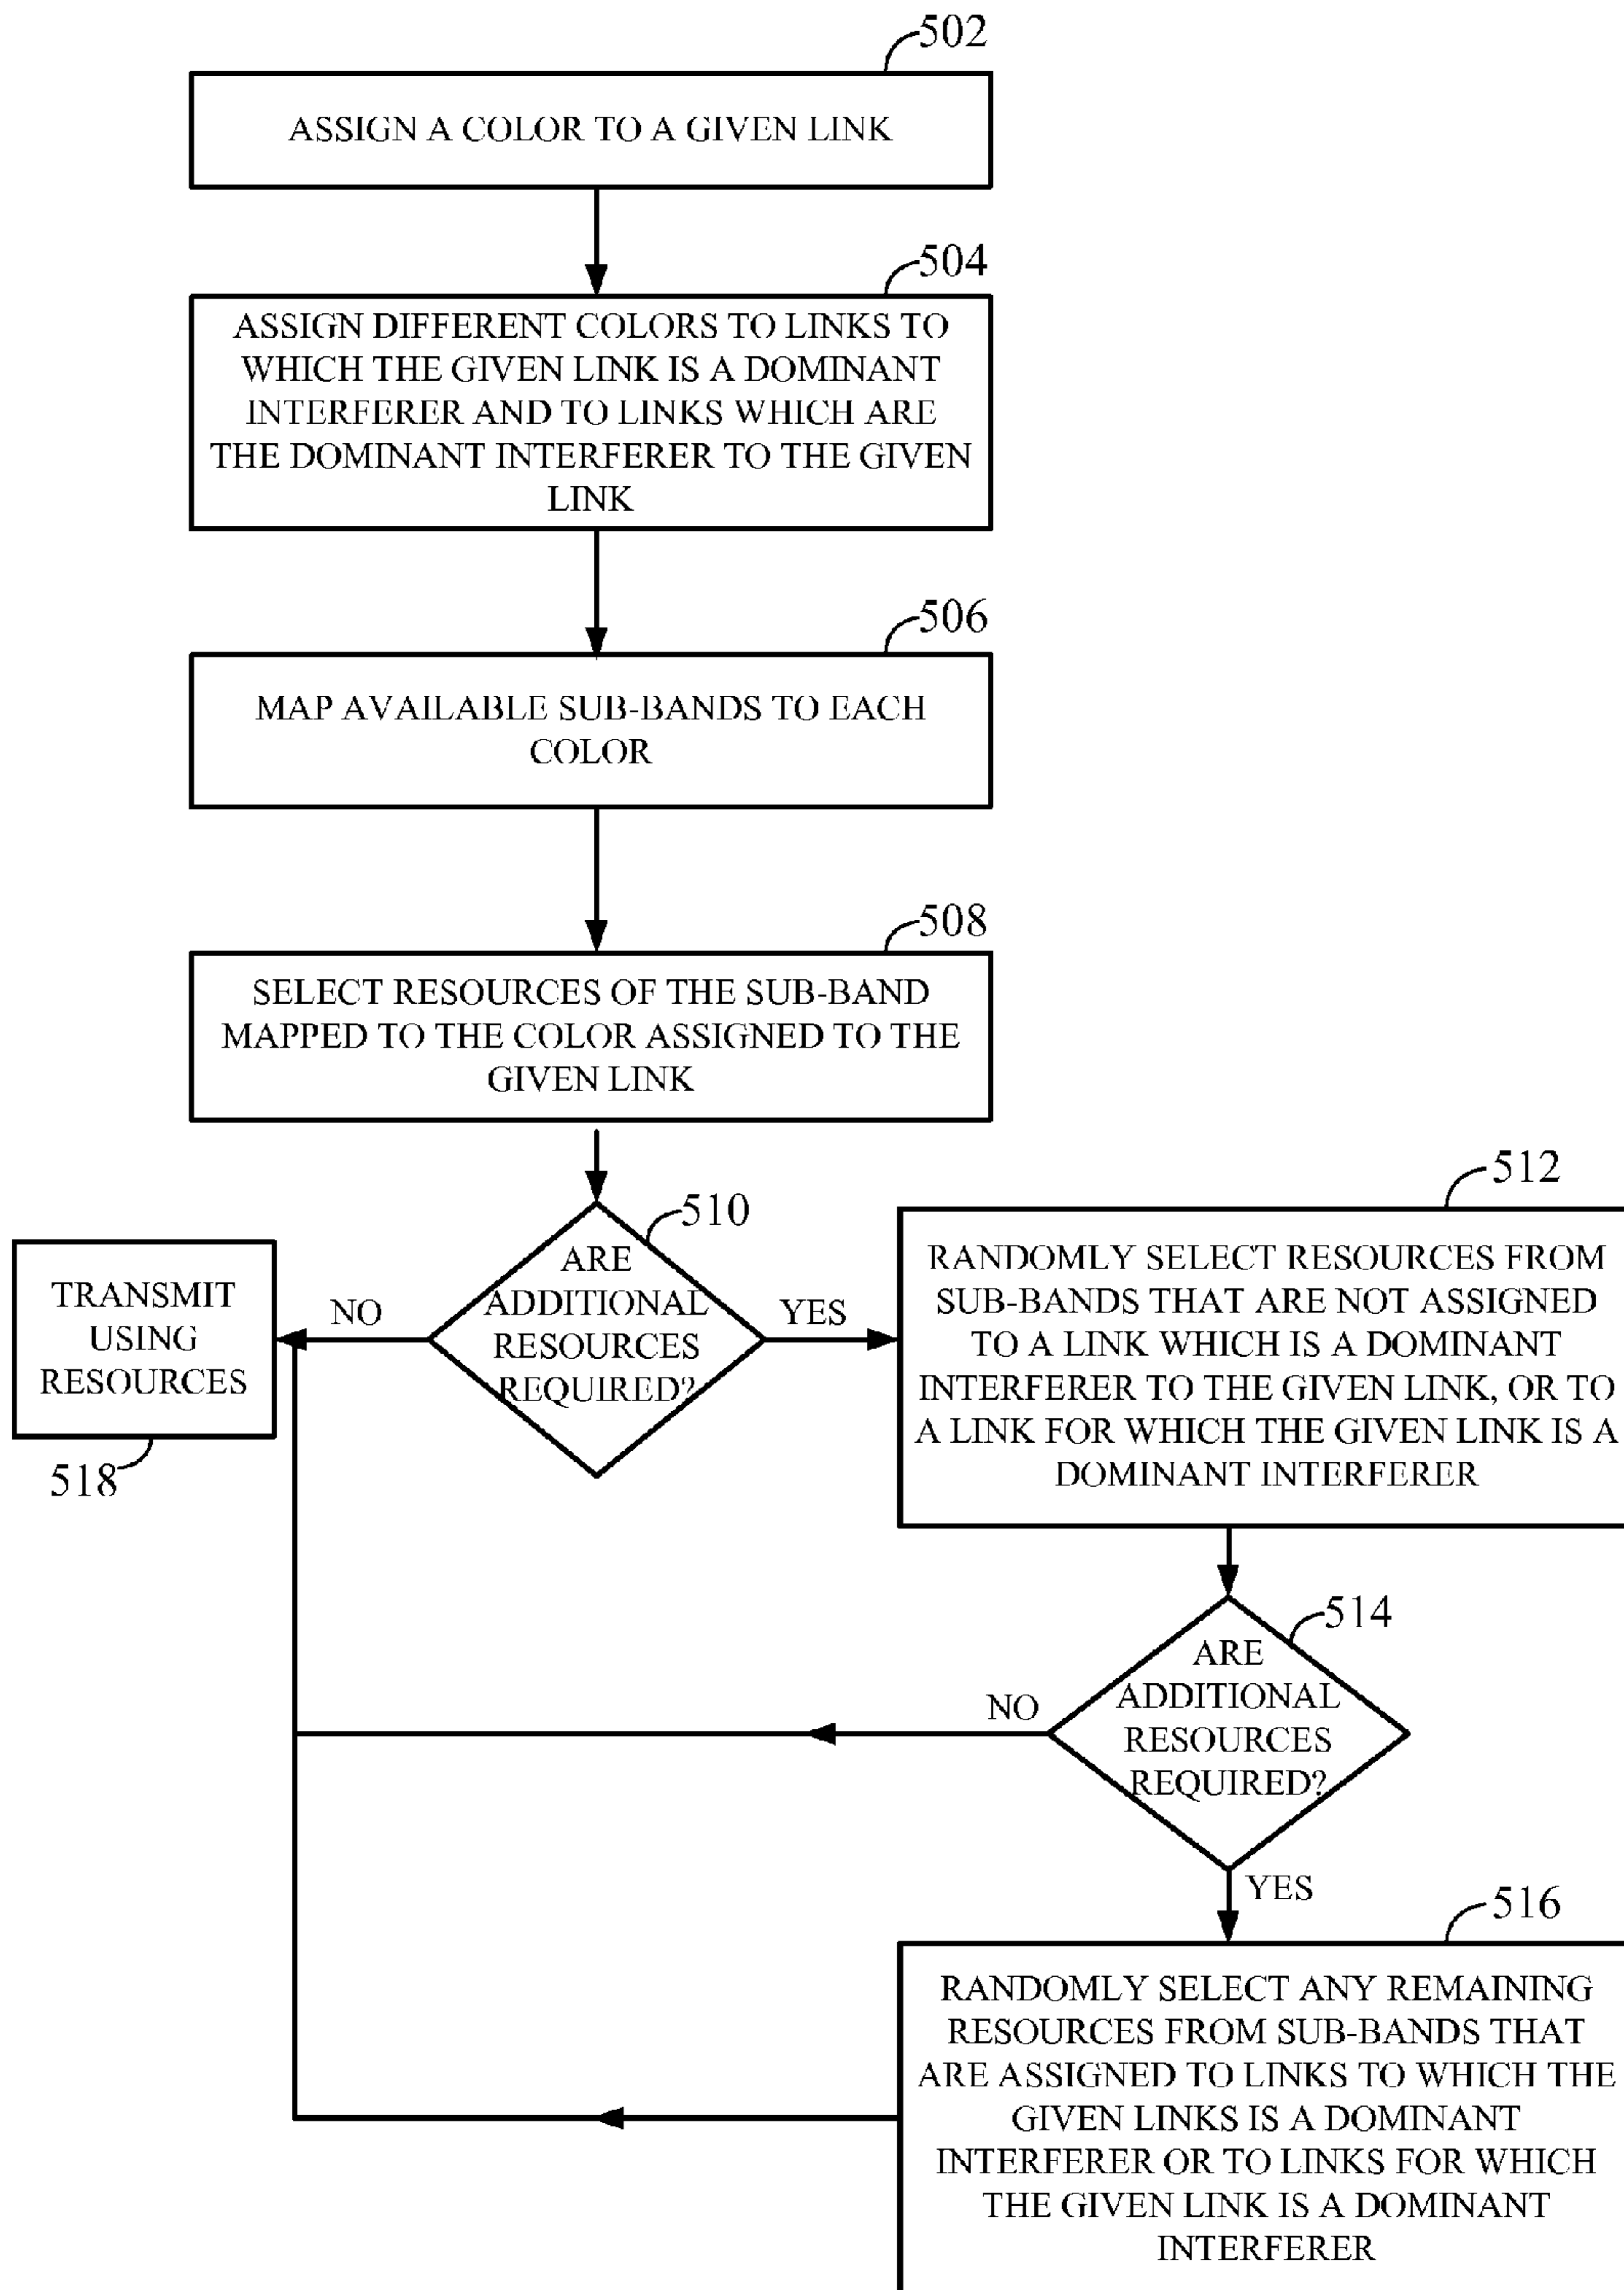 502
ASSIGN A COLOR TO A GIVEN LINK
504
ASSIGN DIFFERENT COLORS TO LINKS TO
WHICH THE GIVEN LINK IS A DOMINANT
INTERFERER AND TO LINKS WHICH ARE
THE DOMINANT INTERFERER TO THE GIVEN
LINK
506
MAP AVAILABLE SUB-BANDS TO EACH
COLOR
508
SELECT RESOURCES OF THE SUB-BAND
MAPPED TO THE COLOR ASSIGNED TO THE
GIVEN LINK
510
ARE
ADDITIONAL
RESOURCES
REQUIRED?
NO
YES
TRANSMIT
USING
RESOURCES
518
512
RANDOMLY SELECT RESOURCES FROM
SUB-BANDS THAT ARE NOT ASSIGNED
TO A LINK WHICH IS A DOMINANT
INTERFERER TO THE GIVEN LINK, OR TO
A LINK FOR WHICH THE GIVEN LINK IS A
DOMINANT INTERFERER
514
ARE
ADDITIONAL
RESOURCES
REQUIRED?
NO
YES
516
RANDOMLY SELECT ANY REMAINING
RESOURCES FROM SUB-BANDS THAT
ARE ASSIGNED TO LINKS TO WHICH THE
GIVEN LINKS IS A DOMINANT
INTERFERER OR TO LINKS FOR WHICH
THE GIVEN LINK IS A DOMINANT
INTERFERER